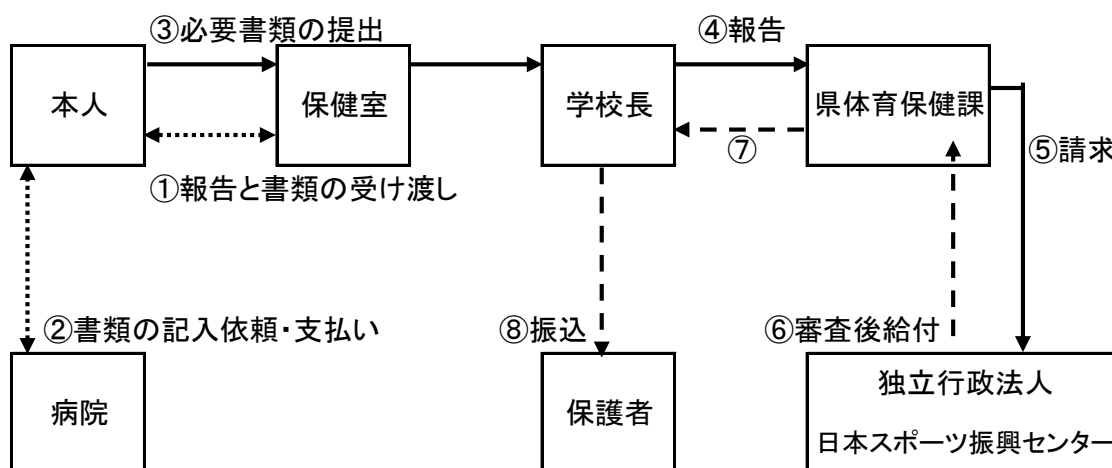 ③必要書類の提出
④報告
本人
保健室
学校長
県体育保健課
⑦
⑤請求
①報告と書類の受け渡し
②書類の記入依頼・支払い
⑧振込
⑥審査後給付
病院
保護者
独立行政法人
日本スポーツ振興センター